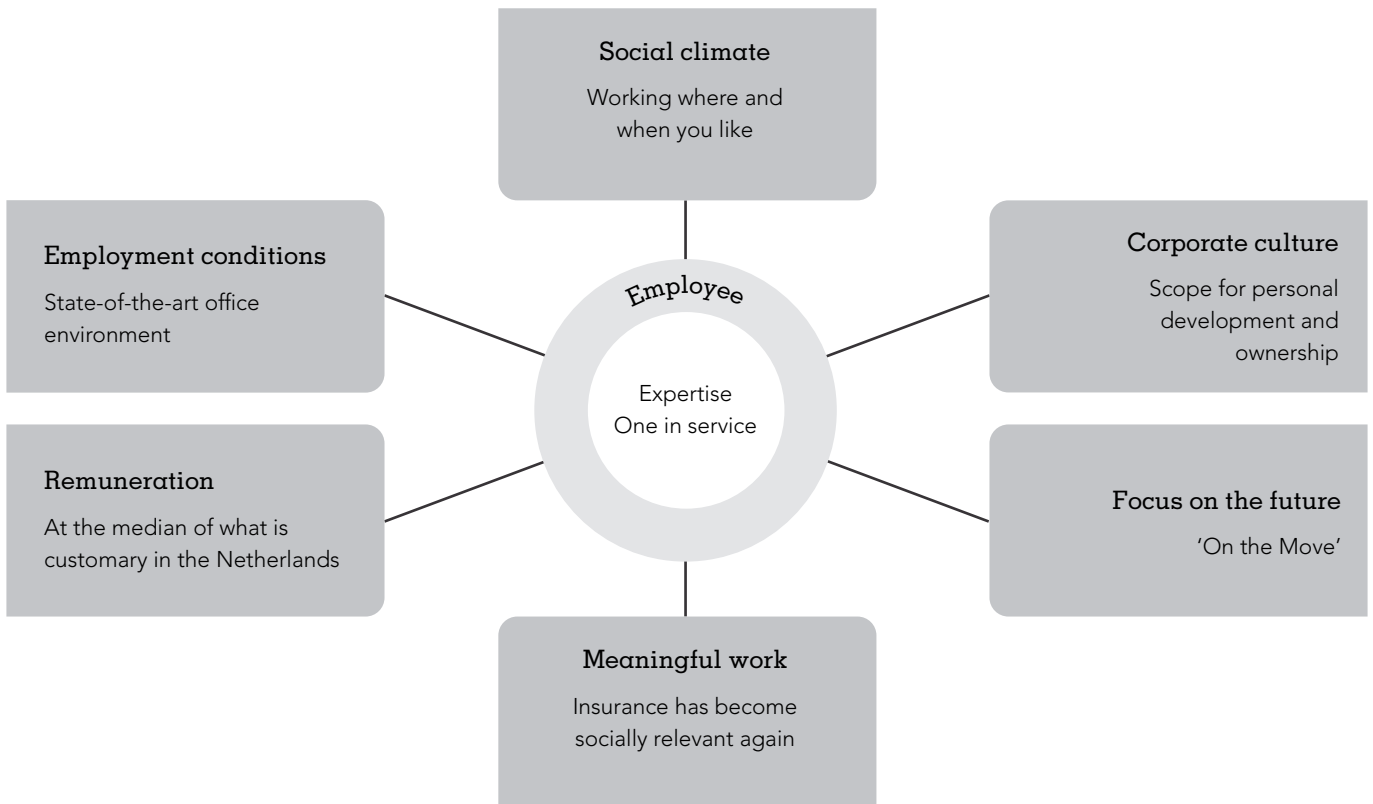 Social climate
Working where and
when you like
Employment conditions
State-of-the-art office
environment
Corporate culture
Scope for personal
development and
ownership
Employee
Expertise
One in service
Remuneration
At the median of what is
customary in the Netherlands
Focus on the future
‘On the Move’
Meaningful work
Insurance has become
socially relevant again